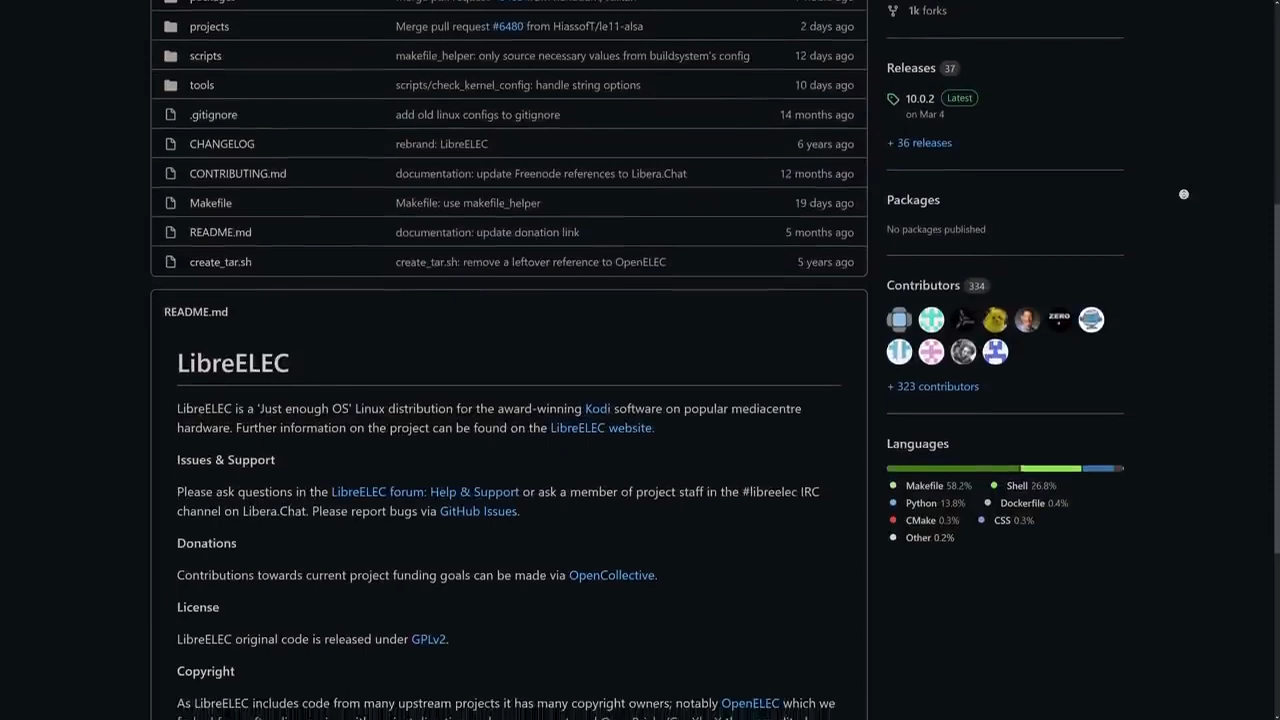 1k forks
projects Merge pull request #6480 from HiassofT/le11-alsa 2 days ago
scripts makefile_helper: only source necessary values from buildsystem's config 12 days ago
tools scripts/check_kernel_config: handle string options 10 days ago
.gitignore add old linux configs to gitignore 14 months ago
CHANGELOG rebrand: LibreELEC 6 years ago
CONTRIBUTING.md documentation: update Freenode references to Libera.Chat 12 months ago
Makefile Makefile: use makefile_helper 19 days ago
README.md documentation: update donation link 5 months ago
create_tar.sh create_tar.sh: remove a leftover reference to OpenELEC 5 years ago
README.md
LibreELEC
LibreELEC is a 'Just enough OS' Linux distribution for the award-winning Kodi software on popular mediacentre
hardware. Further information on the project can be found on the LibreELEC website.
Issues & Support
Please ask questions in the LibreELEC forum: Help & Support or ask a member of project staff in the #libreelec IRC
channel on Libera.Chat. Please report bugs via GitHub Issues.
Donations
Contributions towards current project funding goals can be made via OpenCollective.
License
LibreELEC original code is released under GPLv2.
Copyright
As LibreELEC includes code from many upstream projects it has many copyright owners; notably OpenELEC which we
Releases 37
10.0.2 Latest
on Mar 4
+ 36 releases
Packages
No packages published
Contributors 334
ZERO
+ 323 contributors
Languages
Makefile 58.2% Shell 26.8%
Python 13.8% Dockerfile 0.4%
CMake 0.3% CSS 0.3%
Other 0.2%